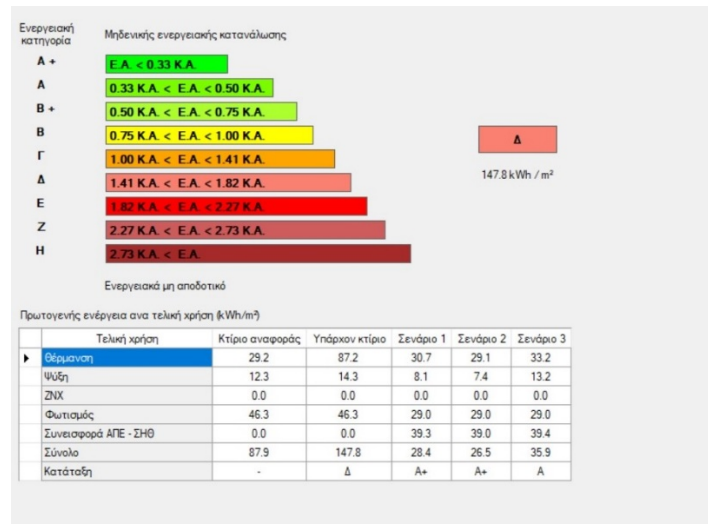 Ενεργειακή
κατηγορία
Μηδενικής ενεργειακής κατανάλωσης
Α +
Ε.Α. < 0.33 Κ.Α.
Α
0.33 Κ.Α. < Ε.Α. < 0.50 Κ.Α.
Β +
0.50 Κ.Α. < Ε.Α. < 0.75 Κ.Α.
Β
0.75 Κ.Α. < Ε.Α. < 1.00 Κ.Α.
Δ
Γ
1.00 Κ.Α. < Ε.Α. < 1.41 Κ.Α.
147.8 kWh / m²
Δ
1.41 Κ.Α. < Ε.Α. < 1.82 Κ.Α.
Ε
1.82 Κ.Α. < Ε.Α. < 2.27 Κ.Α.
Ζ
2.27 Κ.Α. < Ε.Α. < 2.73 Κ.Α.
Η
2.73 Κ.Α. < Ε.Α.
Ενεργειακά μη αποδοτικό
Πρωτογενής ενέργεια ανα τελική χρήση (kWh/m²)
Τελική χρήση Κτίριο αναφοράς Υπάρχον κτίριο Σενάριο 1 Σενάριο 2 Σενάριο 3
Θέρμανση 29.2 87.2 30.7 29.1 33.2
Ψύξη 12.3 14.3 8.1 7.4 13.2
ΖΝΧ 0.0 0.0 0.0 0.0 0.0
Φωτισμός 46.3 46.3 29.0 29.0 29.0
Συνεισφορά ΑΠΕ - ΣΗΘ 0.0 0.0 39.3 39.0 39.4
Σύνολο 87.9 147.8 28.4 26.5 35.9
Κατάταξη - Δ Α+ Α+ Α